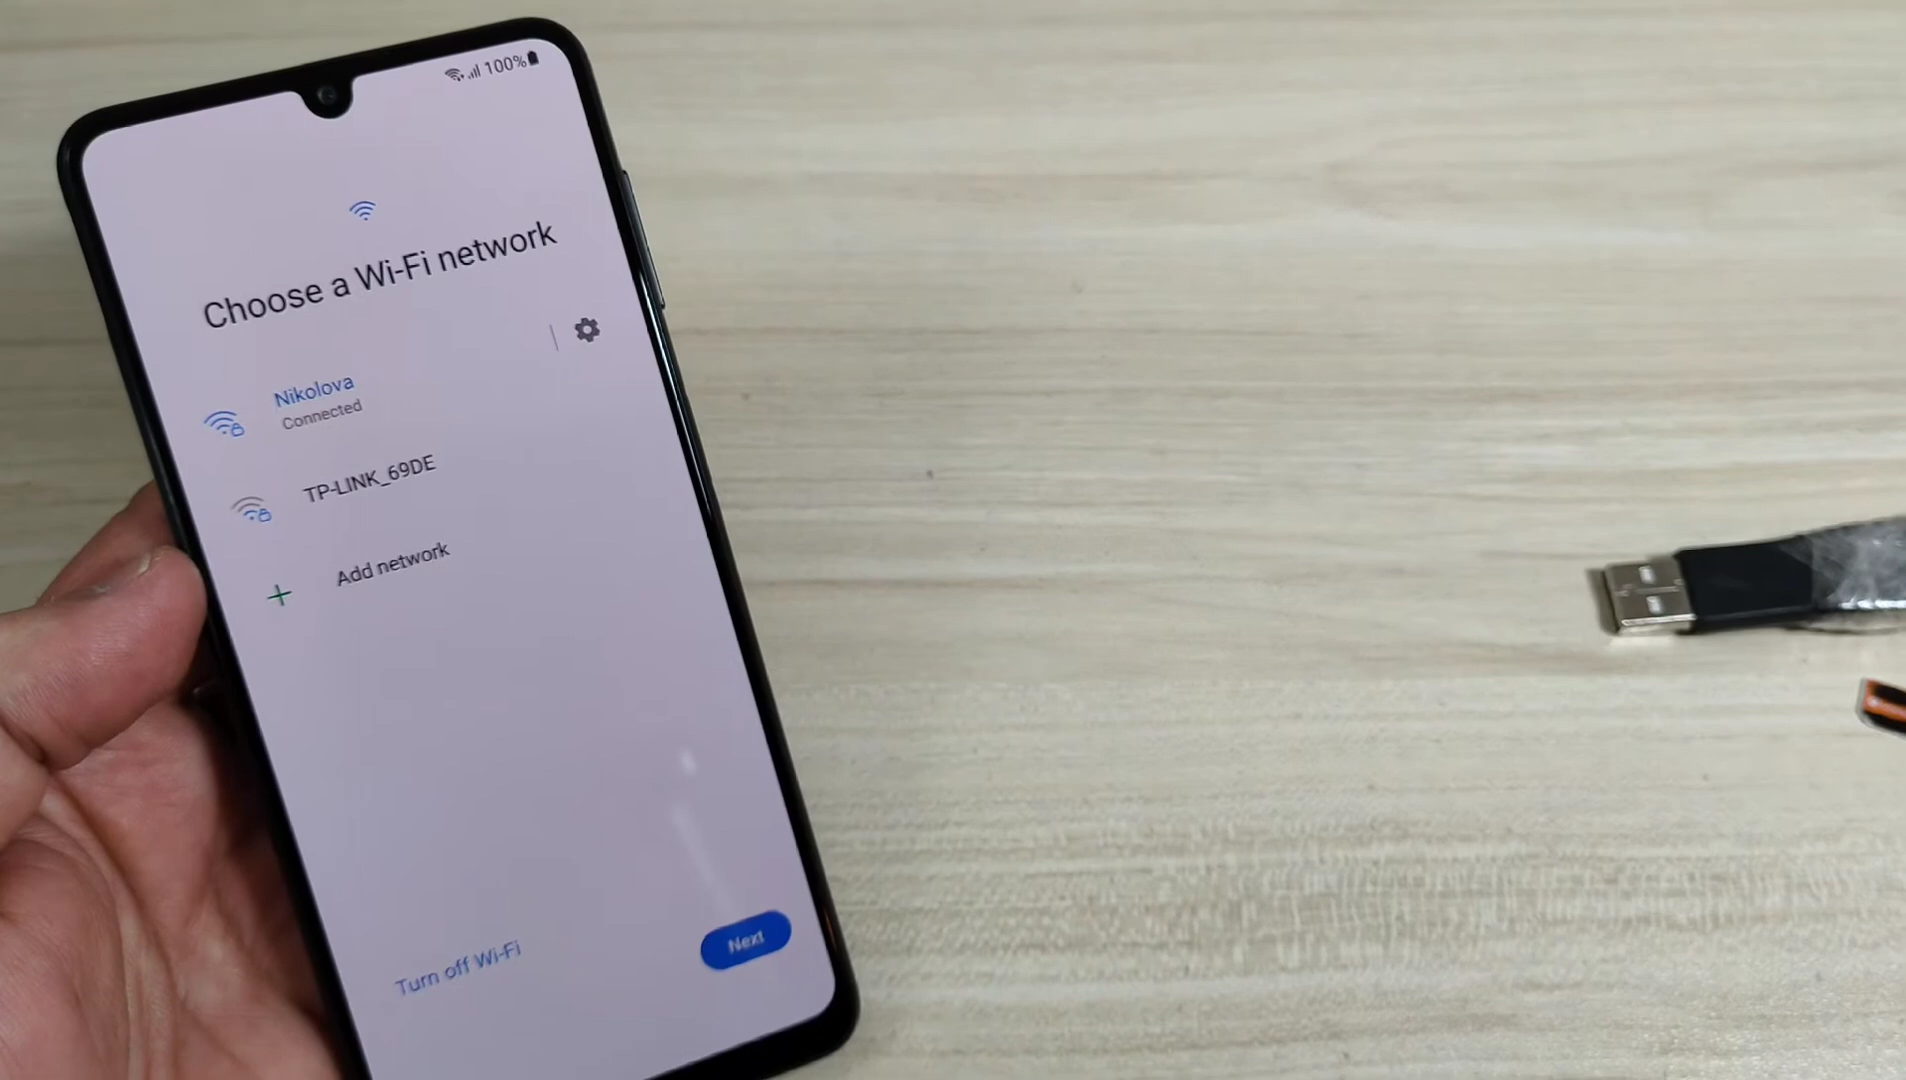 100%
Choose a Wi-Fi network
Nikolova
Connected
TP-LINK_69DE
Add network
Turn off Wi-Fi
Next